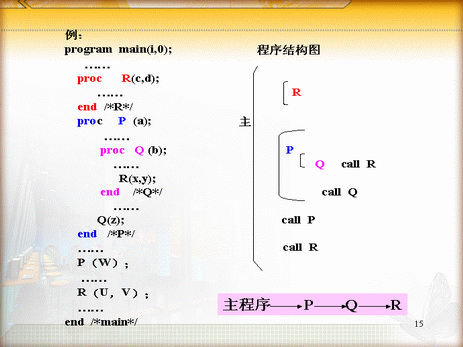 例:
program main(i,0);
……
proc R(c,d);
……
end /*R*/
proc P (a);
……
proc Q (b);
……
R(x,y);
end /*Q*/
……
Q(z);
end /*P*/
……
P（W）;
……
R（U，V）;
……
end /*main*/
程序结构图
主
R
P
Q call R
call Q
call P
call R
主程序 P Q R
15